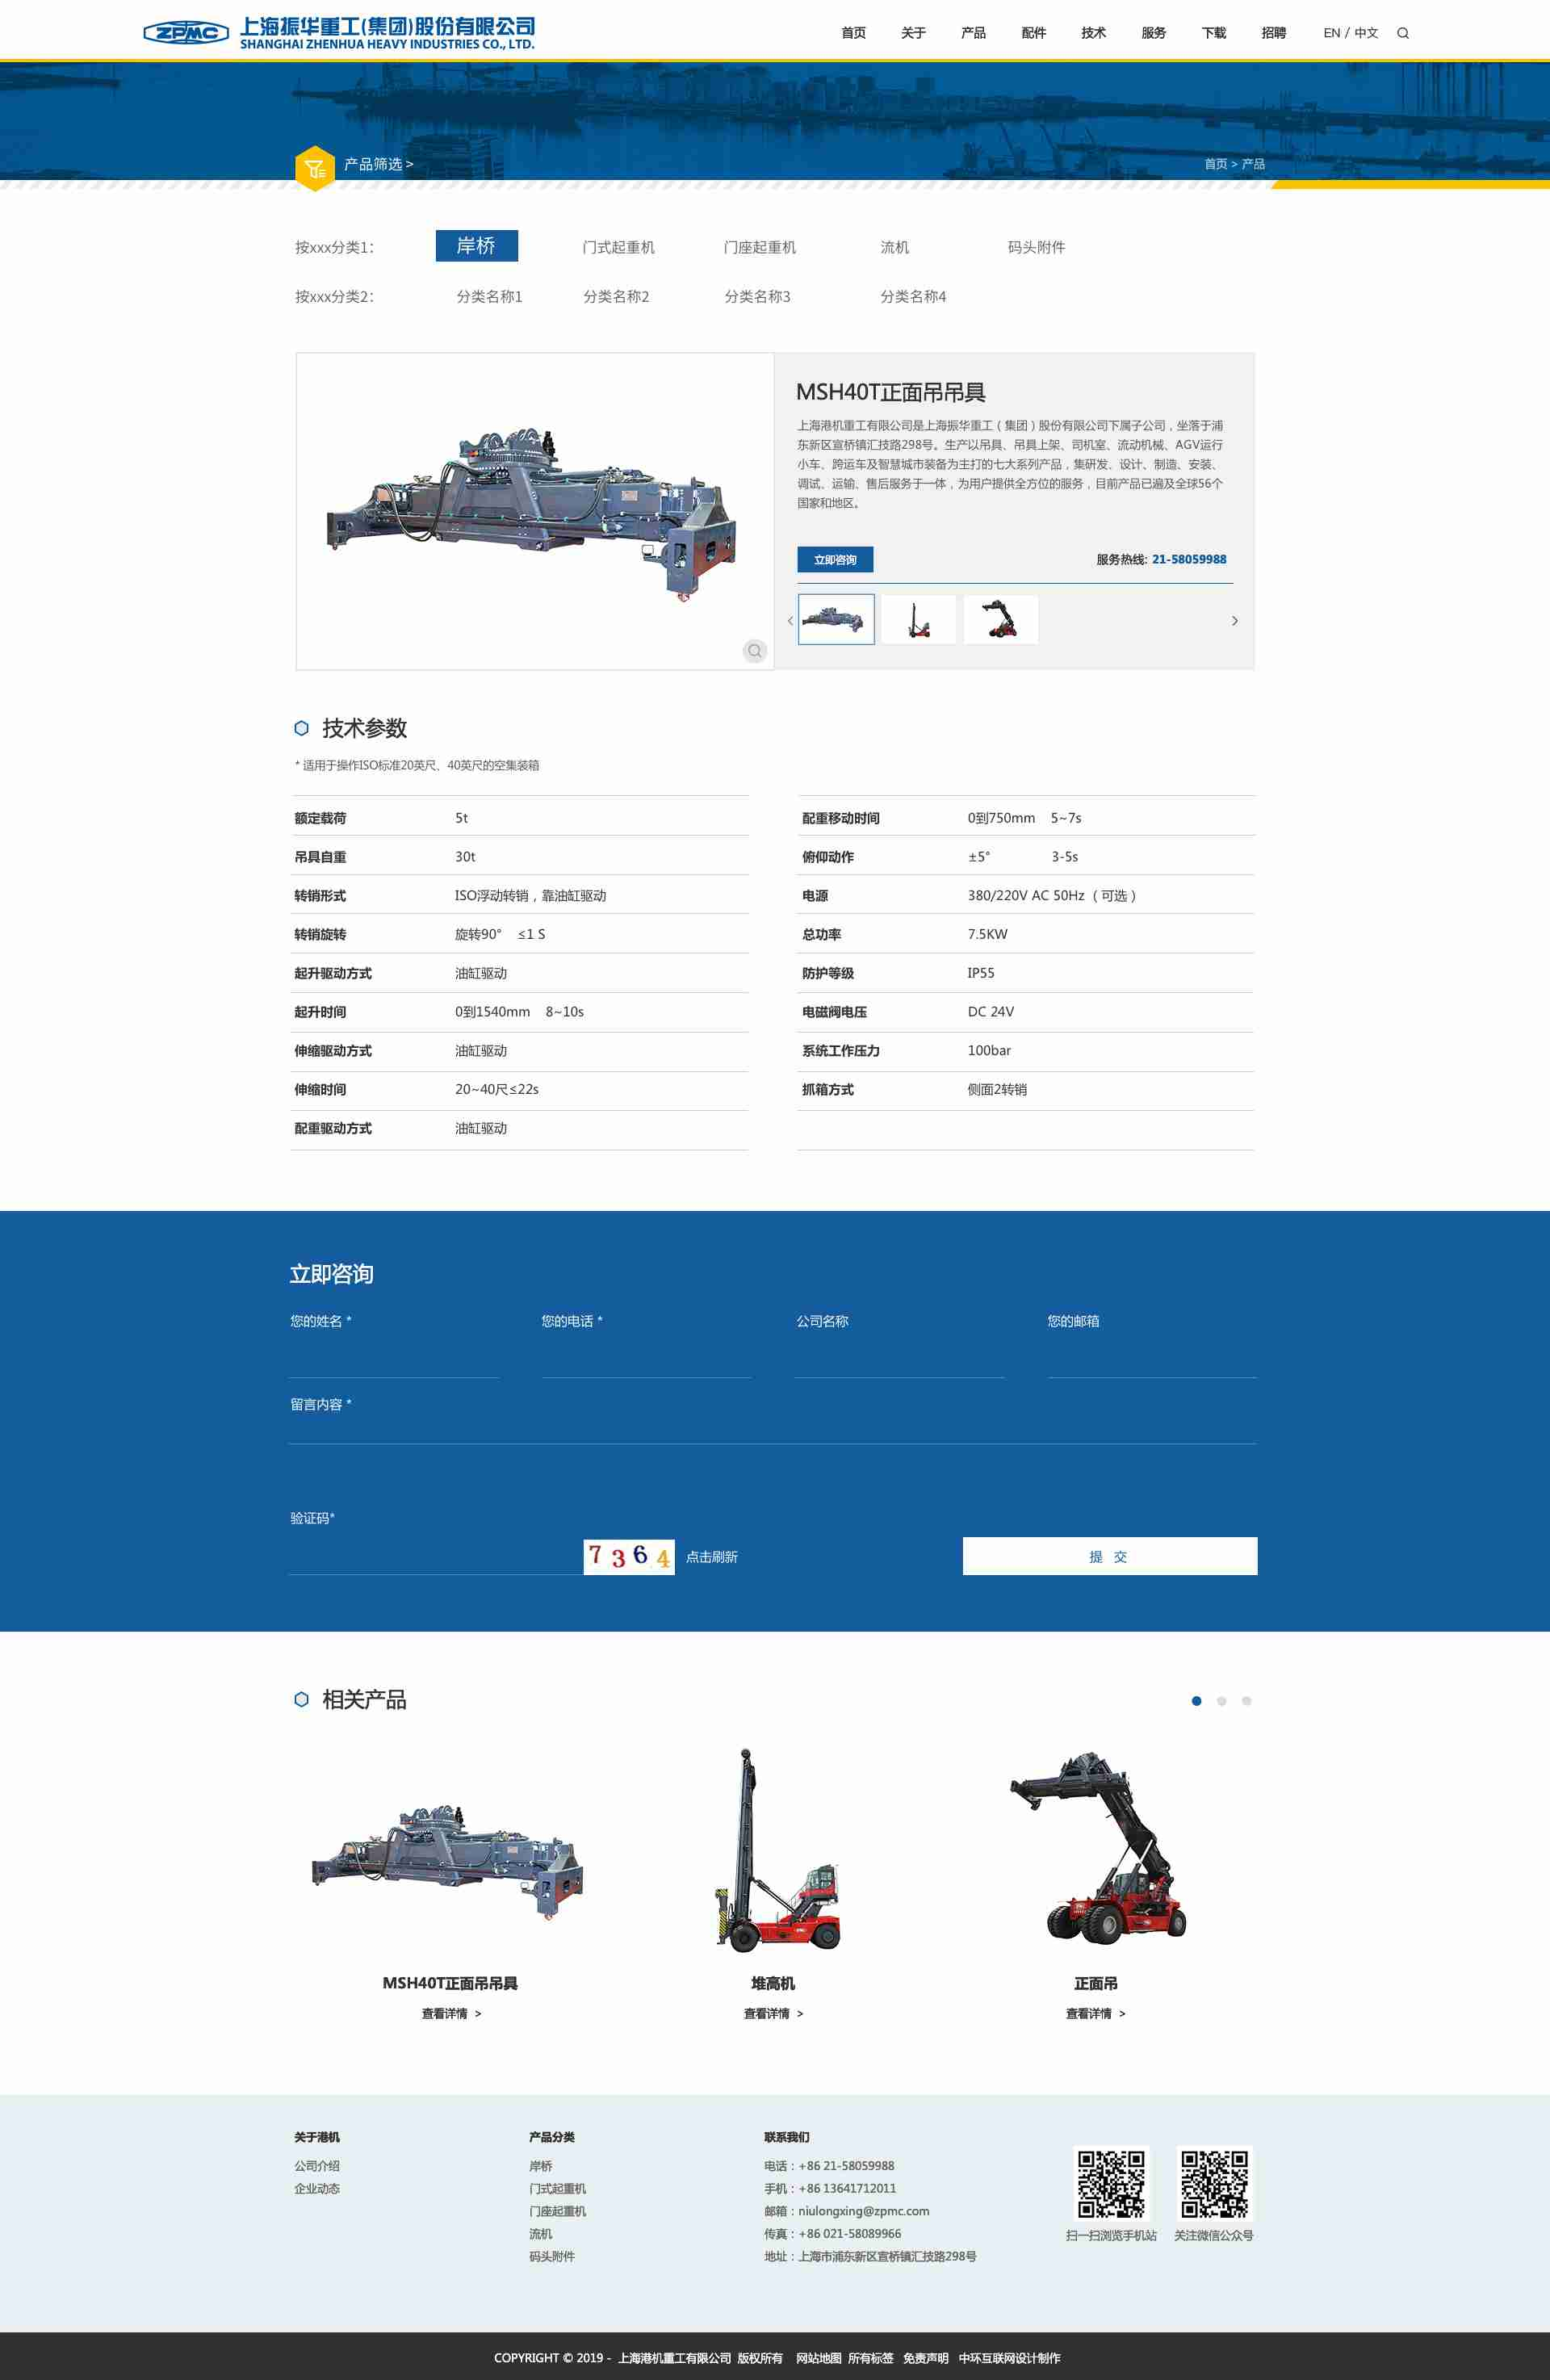 ZPMC 上海振华重工(集团)股份有限公司
SHANGHAI ZHENHUA HEAVY INDUSTRIES CO., LTD.
首页 关于 产品 配件 技术 服务 下载 招聘 EN / 中文
产品筛选 >
首页 > 产品
按xxx分类1: 岸桥 门式起重机 门座起重机 流机 码头附件
按xxx分类2: 分类名称1 分类名称2 分类名称3 分类名称4
MSH40T正面吊吊具
上海港机重工有限公司是上海振华重工（集团）股份有限公司下属子公司，坐落于浦
东新区宣桥镇汇技路298号。生产以吊具、吊具上架、司机室、流动机械、AGV运行
小车、跨运车及智慧城市装备为主打的七大系列产品，集研发、设计、制造、安装、
调试、运输、售后服务于一体，为用户提供全方位的服务，目前产品已遍及全球56个
国家和地区。
立即咨询
服务热线: 21-58059988
技术参数
* 适用于操作ISO标准20英尺、40英尺的空集装箱
额定载荷 5t
吊具自重 30t
转销形式 ISO浮动转销，靠油缸驱动
转销旋转 旋转90° ≤1 S
起升驱动方式 油缸驱动
起升时间 0到1540mm 8~10s
伸缩驱动方式 油缸驱动
伸缩时间 20~40尺≤22s
配重驱动方式 油缸驱动
配重移动时间 0到750mm 5~7s
俯仰动作 ±5° 3-5s
电源 380/220V AC 50Hz （可选）
总功率 7.5KW
防护等级 IP55
电磁阀电压 DC 24V
系统工作压力 100bar
抓箱方式 侧面2转销
立即咨询
您的姓名 * 您的电话 * 公司名称 您的邮箱
留言内容 *
验证码*
7364 点击刷新
提 交
相关产品
MSH40T正面吊吊具
查看详情 >
堆高机
查看详情 >
正面吊
查看详情 >
关于港机
公司介绍
企业动态
产品分类
岸桥
门式起重机
门座起重机
流机
码头附件
联系我们
电话：+86 21-58059988
手机：+86 13641712011
邮箱：niulongxing@zpmc.com
传真：+86 021-58089966
地址：上海市浦东新区宣桥镇汇技路298号
扫一扫浏览手机站
关注微信公众号
COPYRIGHT © 2019 - 上海港机重工有限公司 版权所有 网站地图 所有标签 免责声明 中环互联网设计制作